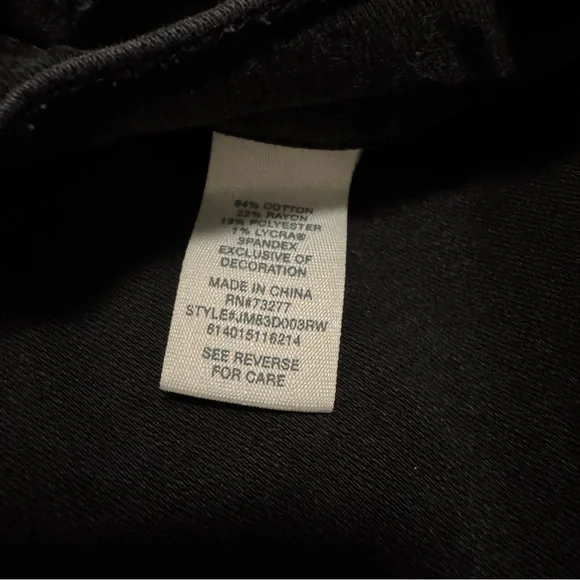 64% COTTON
22% RAYON
13% POLYESTER
1% LYCRA®
SPANDEX
EXCLUSIVE OF
DECORATION
MADE IN CHINA
RN#73277
STYLE#JM83D003RW
614015116214
SEE REVERSE
FOR CARE